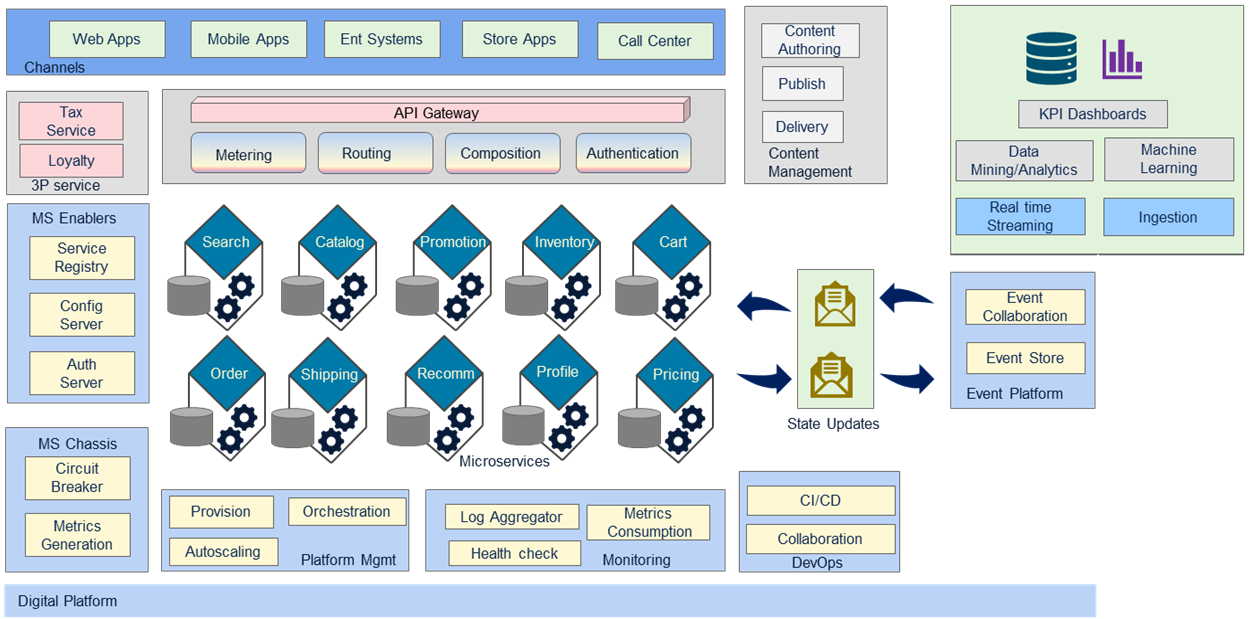 Web Apps
Mobile Apps
Ent Systems
Store Apps
Call Center
Channels
Content
Authoring
Publish
Delivery
Content
Management
KPI Dashboards
Data
Mining/Analytics
Machine
Learning
Real time
Streaming
Ingestion
Tax
Service
Loyalty
3P service
API Gateway
Metering
Routing
Composition
Authentication
MS Enablers
Service
Registry
Config
Server
Auth
Server
Search
Catalog
Promotion
Inventory
Cart
Order
Shipping
Recomm
Profile
Pricing
Microservices
State Updates
Event
Collaboration
Event Store
Event Platform
MS Chassis
Circuit
Breaker
Metrics
Generation
Provision
Orchestration
Autoscaling
Platform Mgmt
Log Aggregator
Metrics
Consumption
Health check
Monitoring
CI/CD
Collaboration
DevOps
Digital Platform